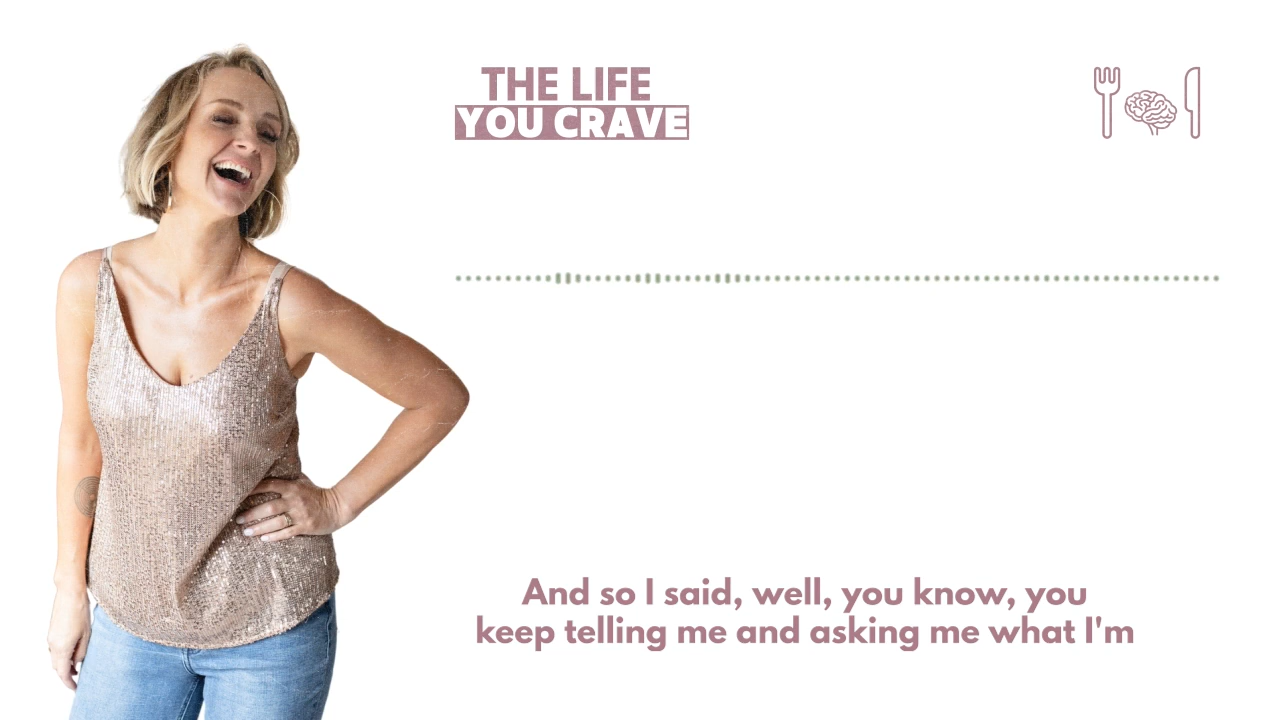 THE LIFE
YOU CRAVE
And so I said, well, you know, you
keep telling me and asking me what I'm